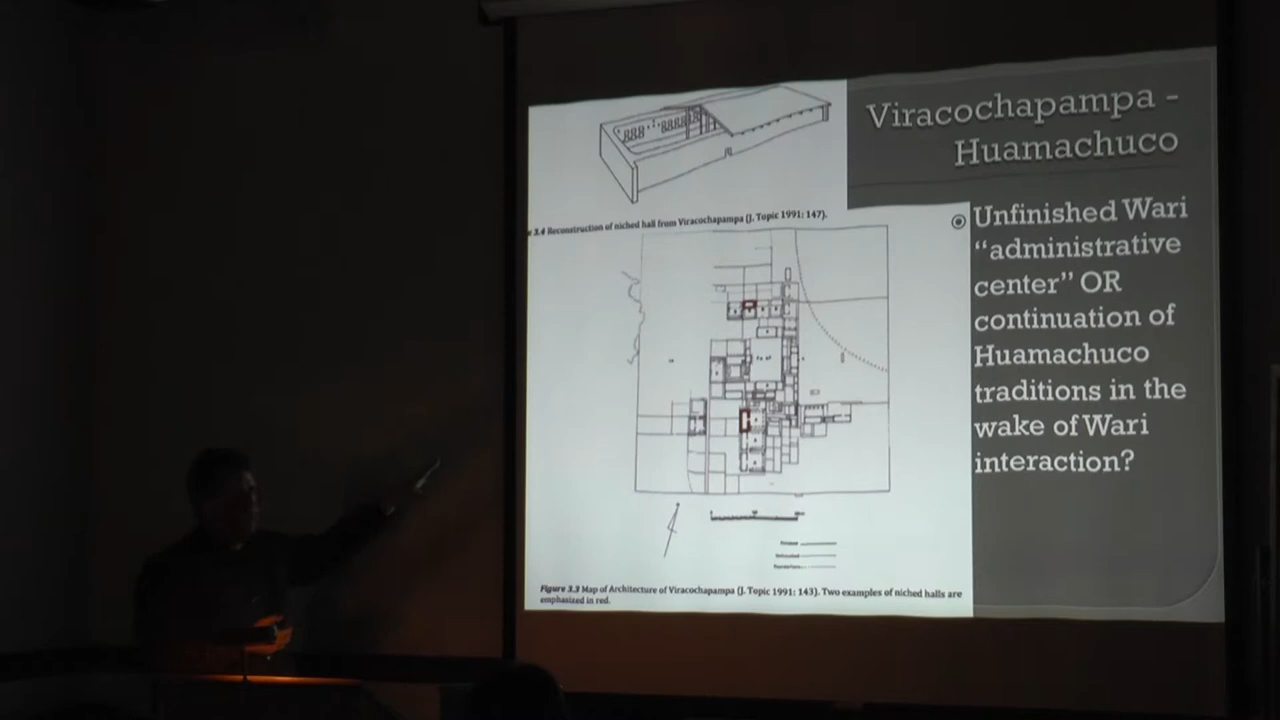 Viracochapampa -
Huamachuco
3.4 Reconstruction of niched hall from Viracochapampa (J. Topic 1991: 147).
Unfinished Wari
“administrative
center” OR
continuation of
Huamachuco
traditions in the
wake of Wari
interaction?
Figure 3.3 Map of Architecture of Viracochapampa (J. Topic 1991: 143). Two examples of niched halls are
emphasized in red.